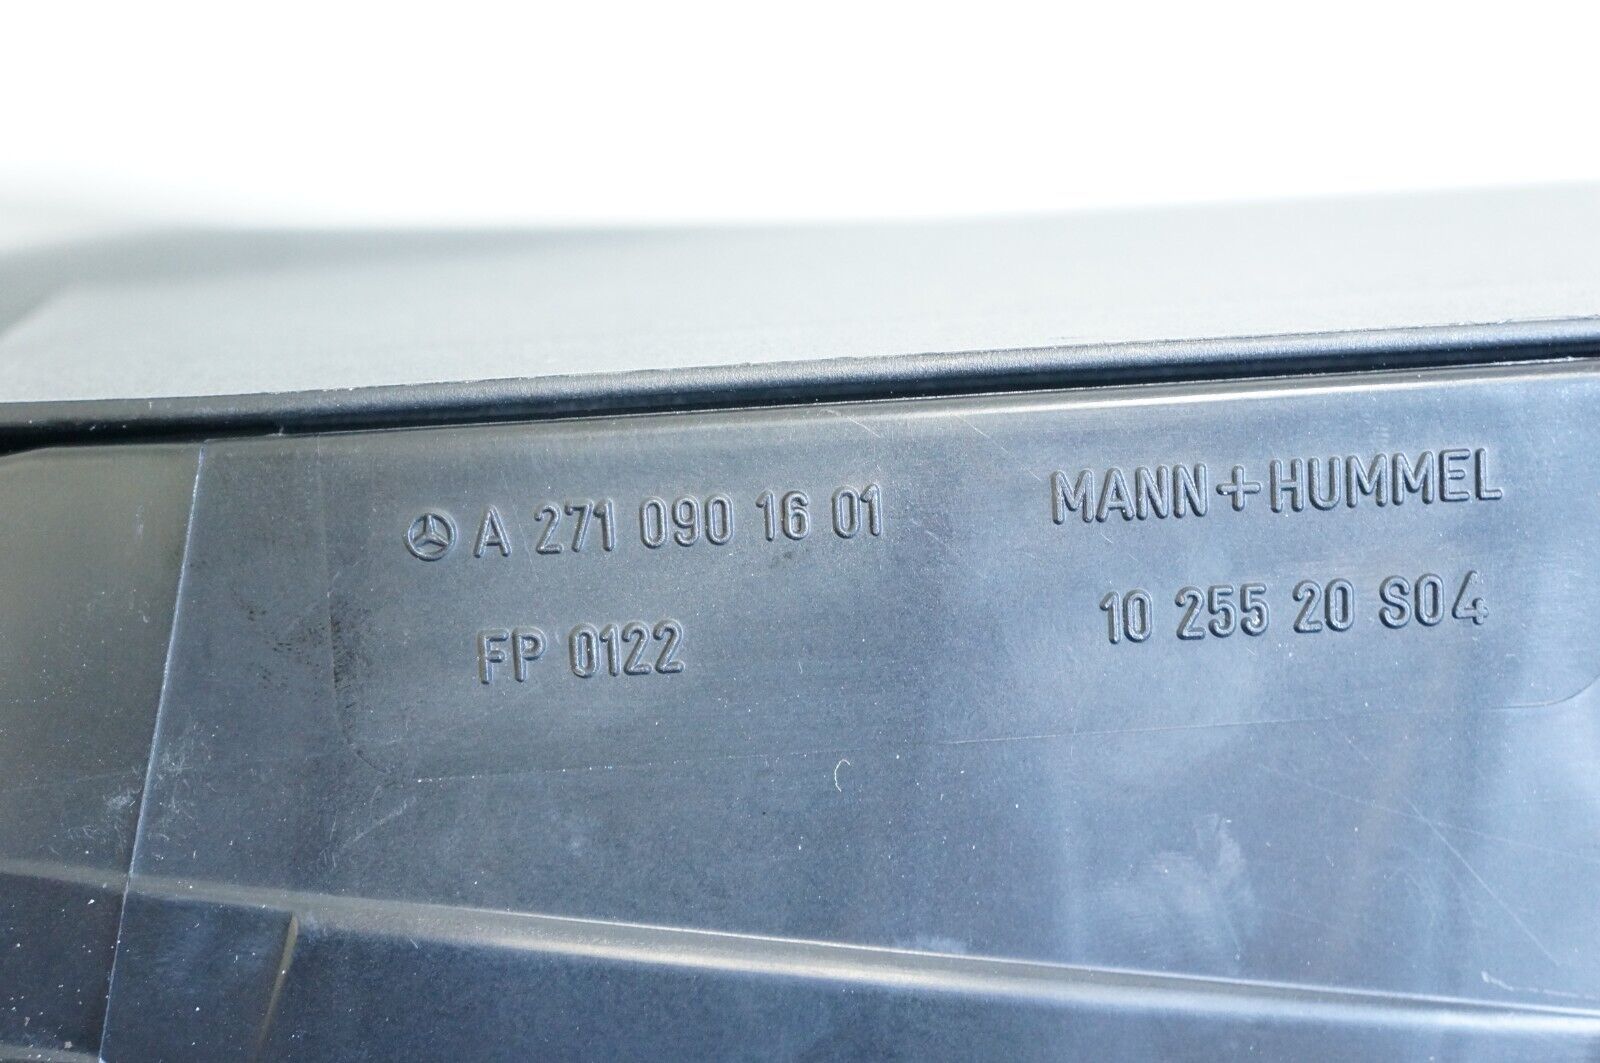 A 271 090 16 01
FP 0122
MANN+HUMMEL
10 255 20 S04